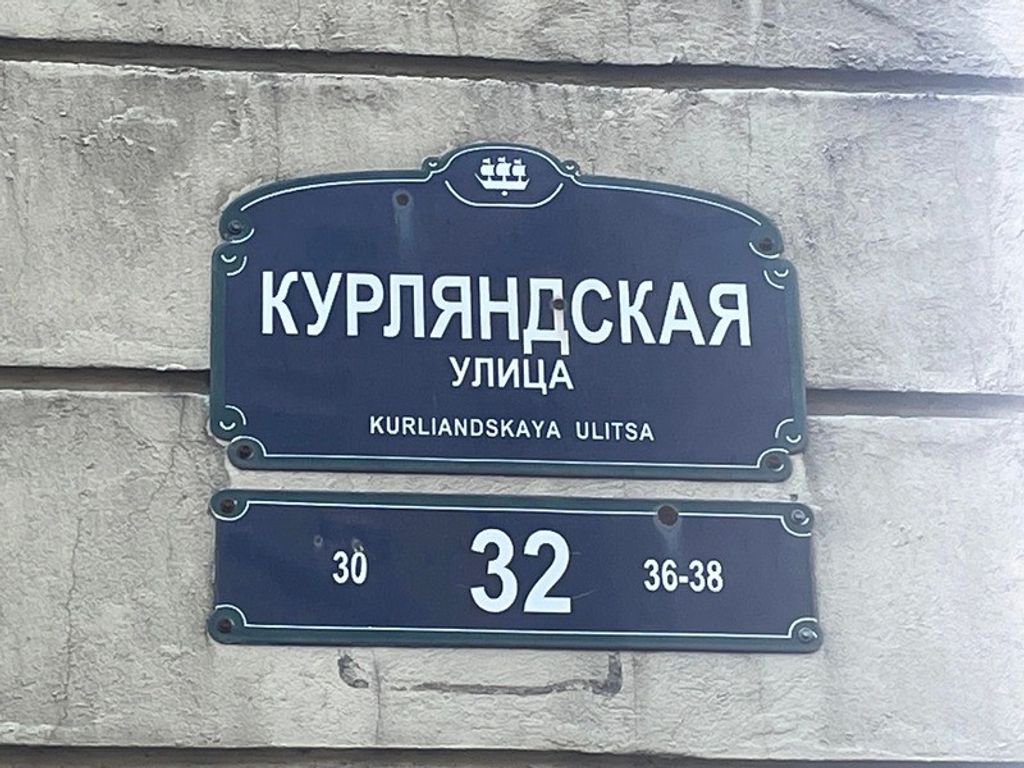 КУРЛЯНДСКАЯ
УЛИЦА
KURLIANDSKAYA ULITSA
30 32 36-38